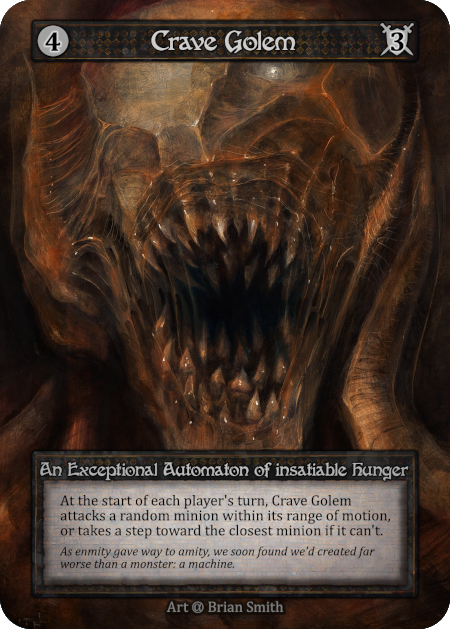 4 Crave Golem 3
An Exceptional Automaton of insatiable Hunger
At the start of each player's turn, Crave Golem
attacks a random minion within its range of motion,
or takes a step toward the closest minion if it can't.
As enmity gave way to amity, we soon found we'd created far
worse than a monster: a machine.
Art @ Brian Smith